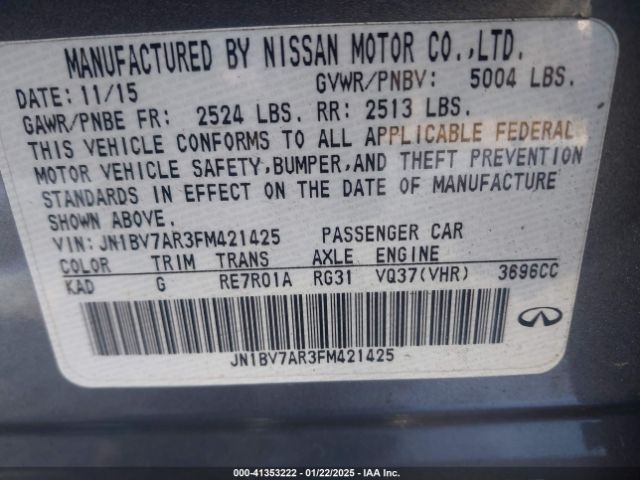 MANUFACTURED BY NISSAN MOTOR CO.,LTD.
DATE: 11/15 GVWR/PNBV: 5004 LBS.
GAWR/PNBE FR: 2524 LBS. RR: 2513 LBS.
THIS VEHICLE CONFORMS TO ALL APPLICABLE FEDERAL
MOTOR VEHICLE SAFETY,BUMPER,AND THEFT PREVENTION
STANDARDS IN EFFECT ON THE DATE OF MANUFACTURE
SHOWN ABOVE.
VIN: JN1BV7AR3FM421425 PASSENGER CAR
COLOR TRIM TRANS AXLE ENGINE
KAD G RE7R01A RG31 VQ37(VHR) 3696CC
JN1BV7AR3FM421425
000-41353222 - 01/22/2025 - IAA Inc.